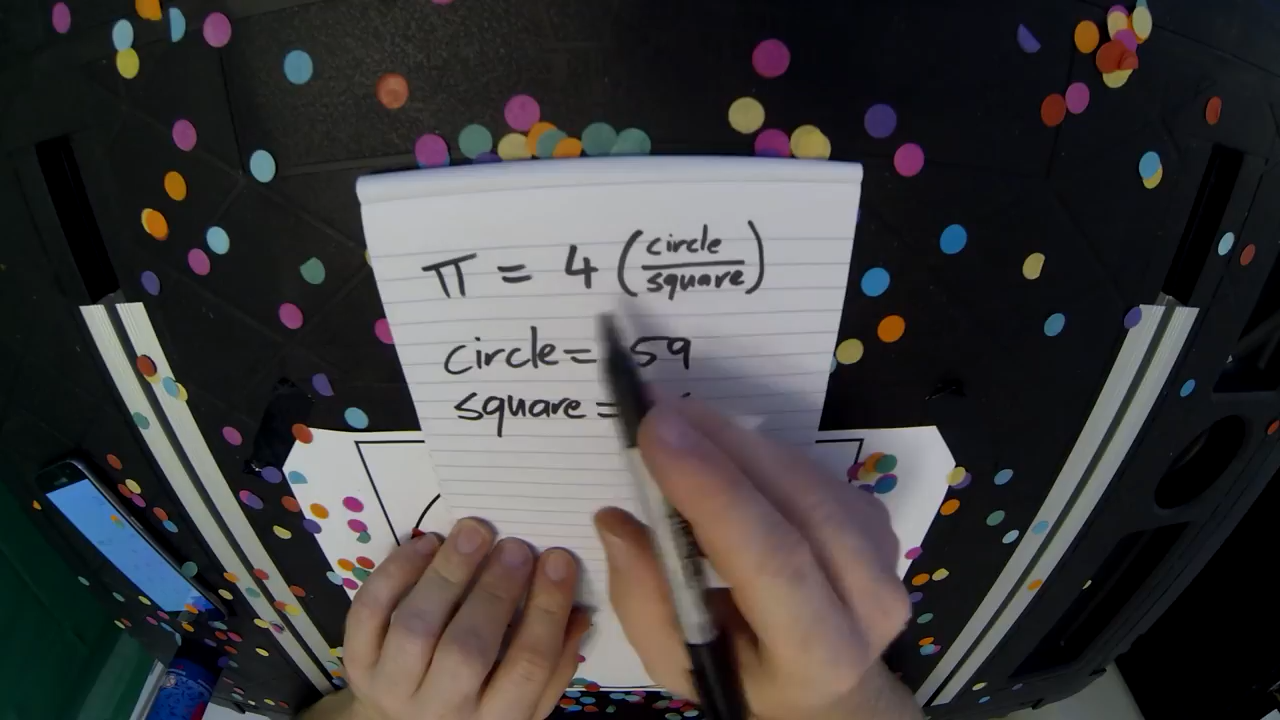 π = 4 (circle/square)
circle = 59
square =